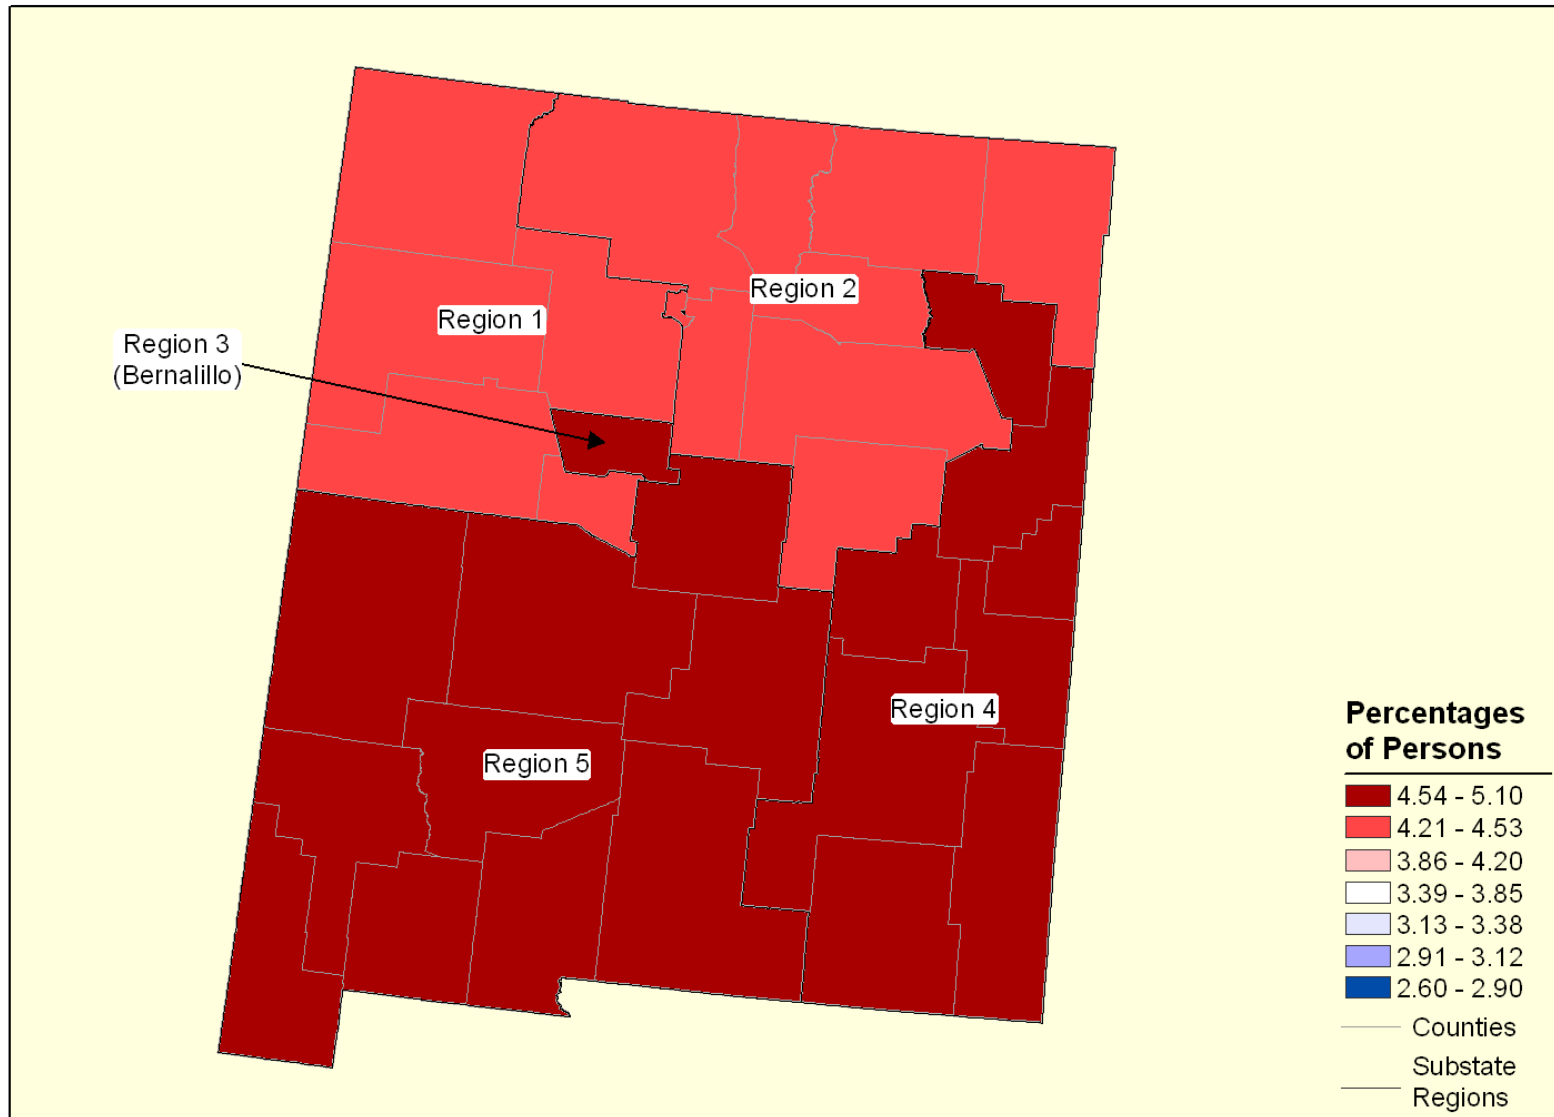 Region 2
Region 1
Region 3
(Bernalillo)
Region 4
Region 5
Percentages
of Persons
4.54 - 5.10
4.21 - 4.53
3.86 - 4.20
3.39 - 3.85
3.13 - 3.38
2.91 - 3.12
2.60 - 2.90
Counties
Substate
Regions